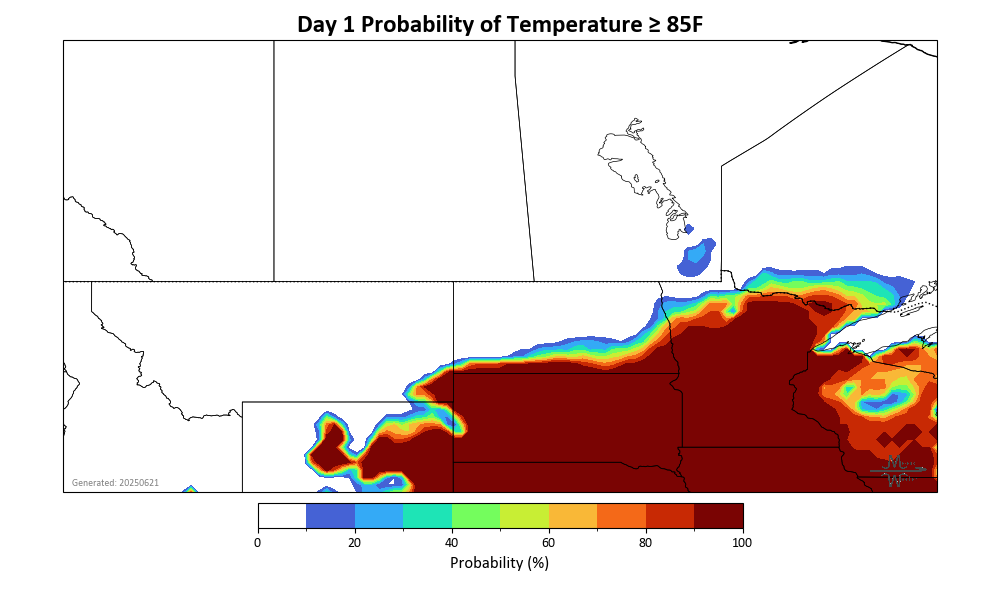 Day 1 Probability of Temperature ≥ 85F
Generated: 20250621
0 20 40 60 80 100
Probability (%)